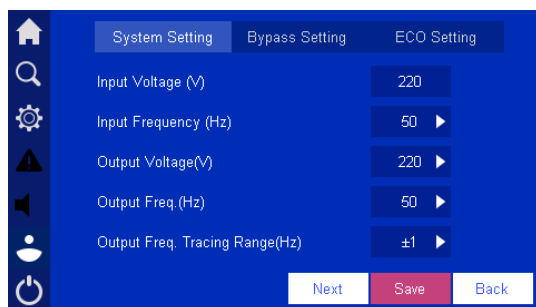 System Setting Bypass Setting ECO Setting
Input Voltage (V) 220
Input Frequency (Hz) 50
Output Voltage(V) 220
Output Freq.(Hz) 50
Output Freq. Tracing Range(Hz) ±1
Next Save Back